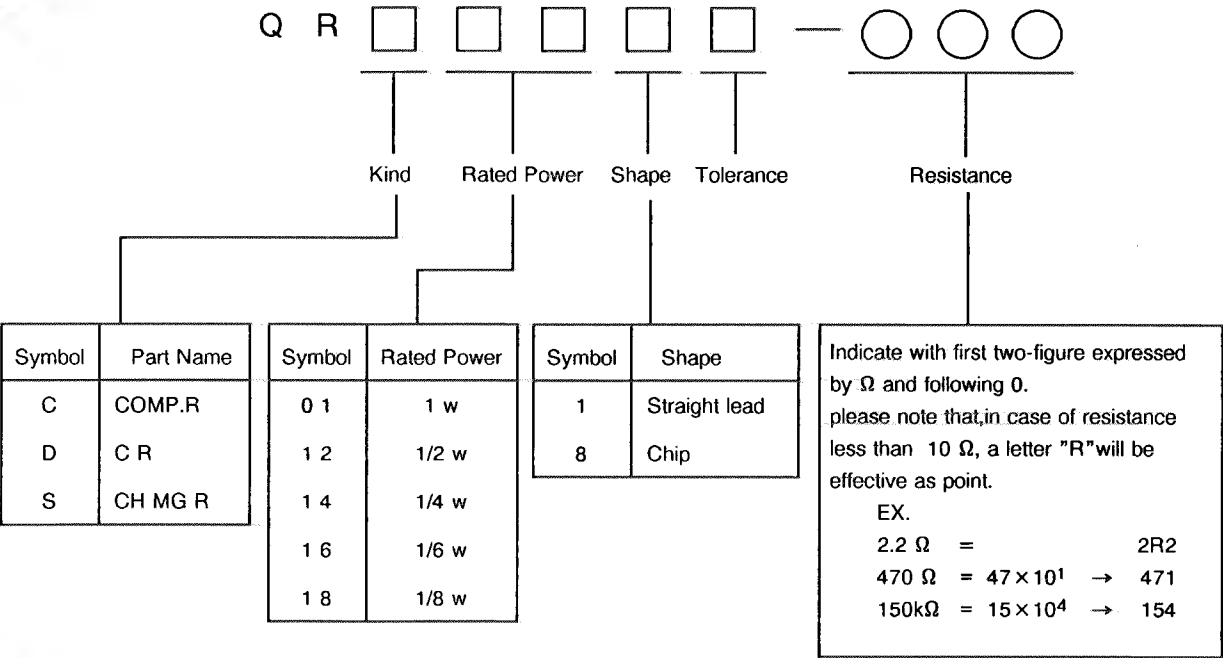 Q R □ □ □ □ □ — ○ ○ ○
Kind Rated Power Shape Tolerance Resistance
Symbol Part Name
C COMP.R
D C R
S CH MG R
Symbol Rated Power
0 1 1 w
1 2 1/2 w
1 4 1/4 w
1 6 1/6 w
1 8 1/8 w
Symbol Shape
1 Straight lead
8 Chip
Indicate with first two-figure expressed
by Ω and following 0.
please note that,in case of resistance
less than 10 Ω, a letter "R"will be
effective as point.
EX.
2.2 Ω = 2R2
470 Ω = 47×10¹ → 471
150kΩ = 15×10⁴ → 154